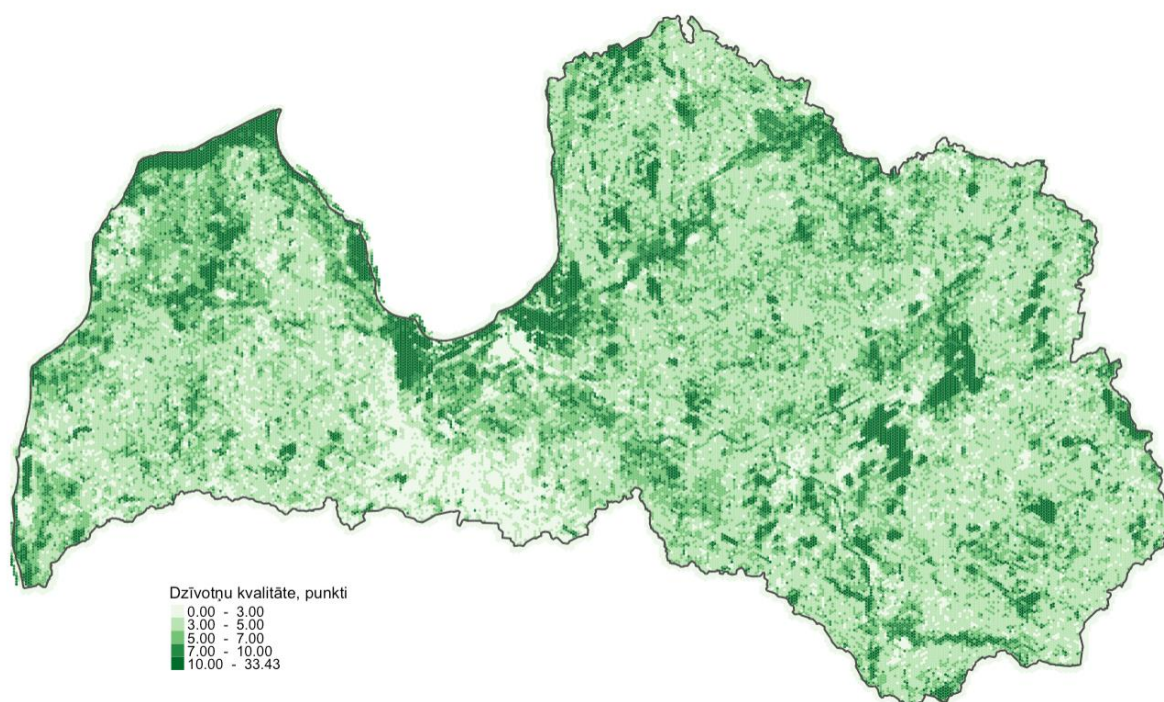 Dzīvotņu kvalitāte, punkti
0.00 - 3.00
3.00 - 5.00
5.00 - 7.00
7.00 - 10.00
10.00 - 33.43